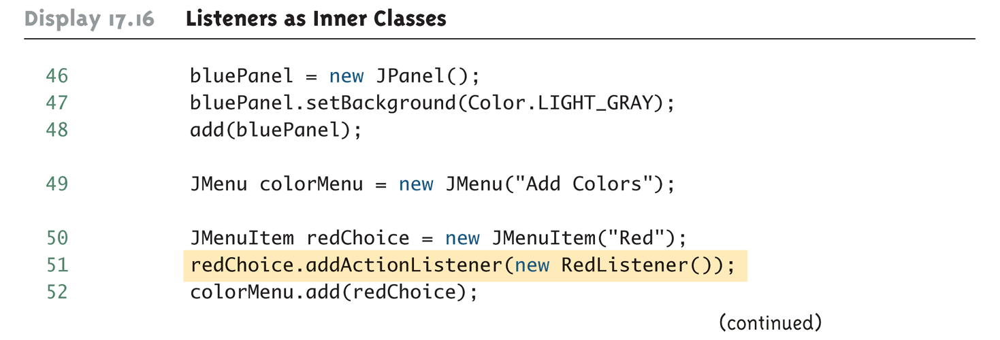 Display 17.16 Listeners as Inner Classes
46 bluePanel = new JPanel();
47 bluePanel.setBackground(Color.LIGHT_GRAY);
48 add(bluePanel);
49 JMenu colorMenu = new JMenu("Add Colors");
50 JMenuItem redChoice = new JMenuItem("Red");
51 redChoice.addActionListener(new RedListener());
52 colorMenu.add(redChoice);
(continued)